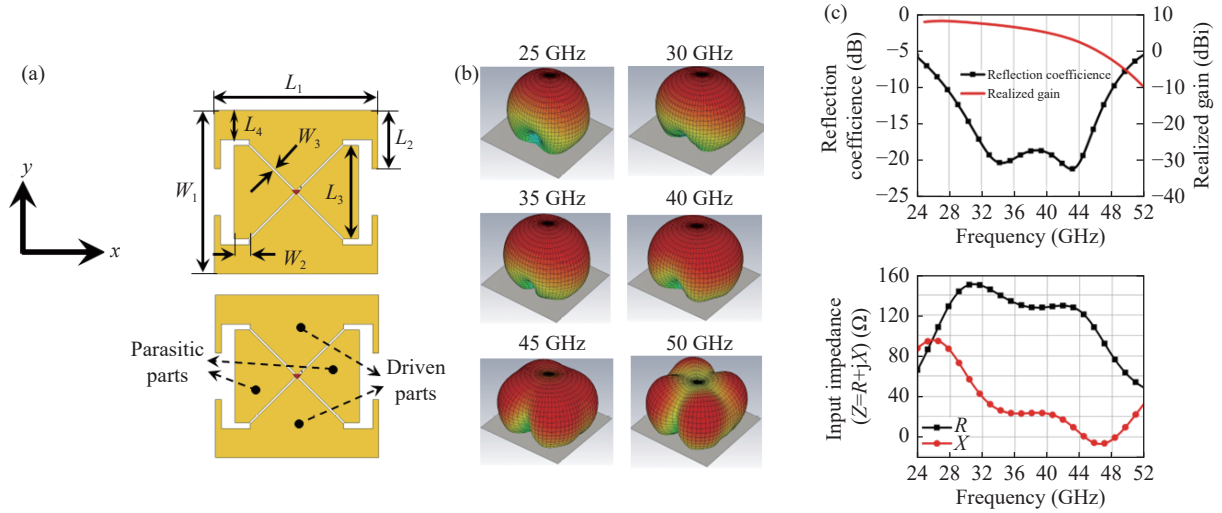 (a)
L1
L4
L2
W3
W1
L3
W2
y
x
Parasitic
parts
Driven
parts
(b)
25 GHz
30 GHz
35 GHz
40 GHz
45 GHz
50 GHz
(c)
Reflection
coefficience (dB)
0
−5
−10
−15
−20
−25
Reflection coefficience
Realized gain
10
0
−10
−20
−30
−40
Realized gain (dBi)
24 28 32 36 40 44 48 52
Frequency (GHz)
Input impedance
(Z=R+jX) (Ω)
160
120
80
40
0
R
X
24 28 32 36 40 44 48 52
Frequency (GHz)